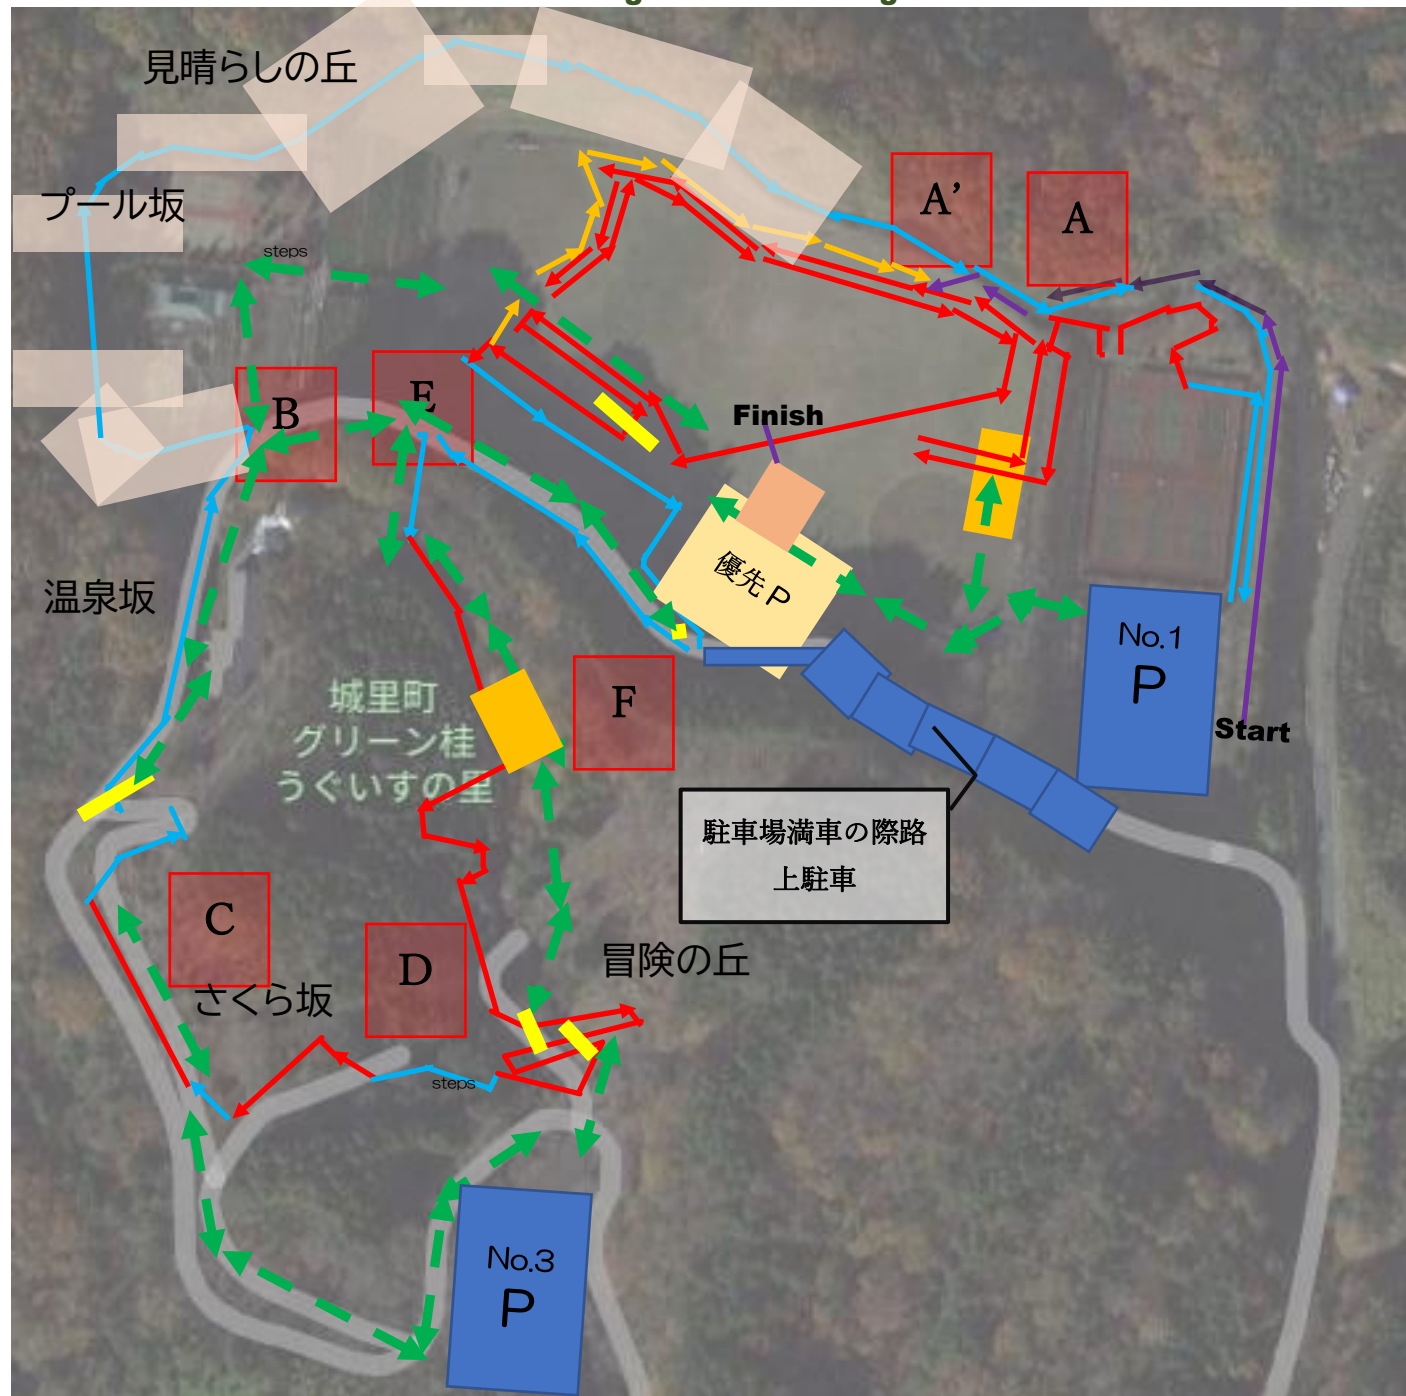 見晴らしの丘
A’
A
プール坂
steps
B
E
Finish
優先P
温泉坂
No.1
P
城里町
グリーン桂
うぐいすの里
F
Start
駐車場満車の際路
上駐車
C
D
冒険の丘
さくら坂
steps
No.3
P